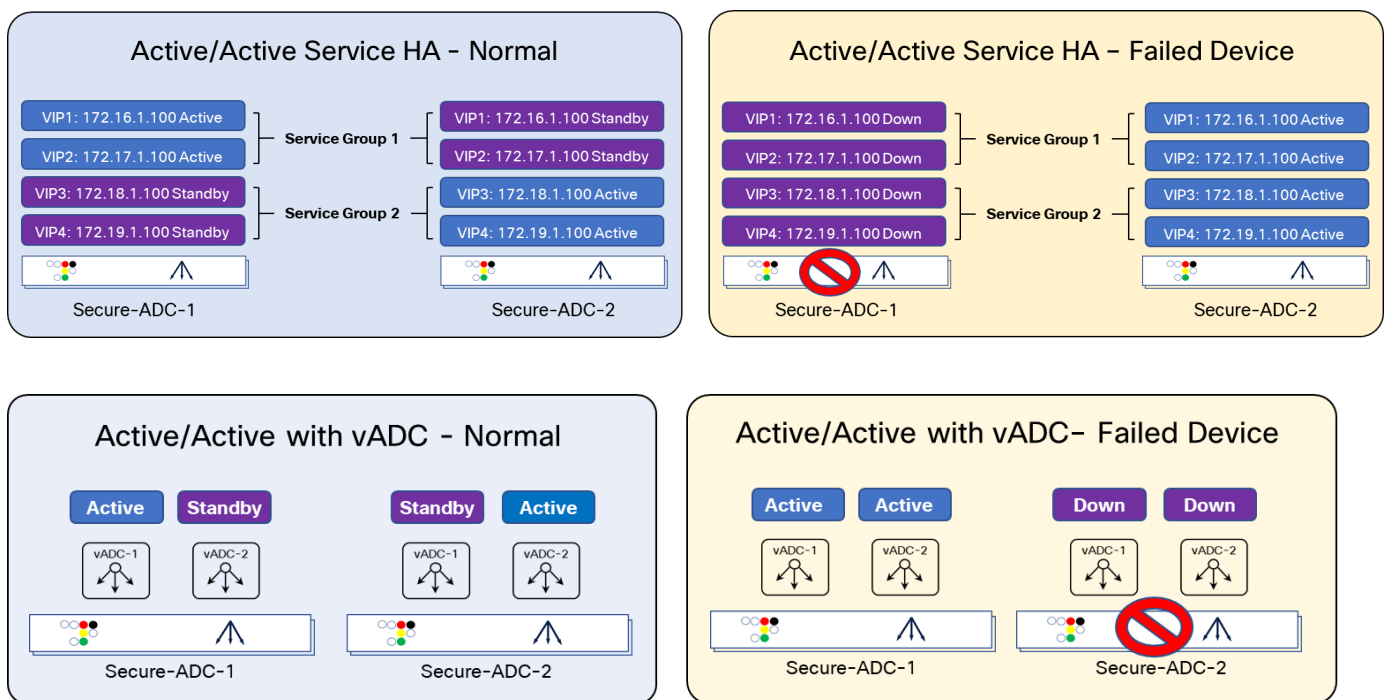 Active/Active Service HA - Normal
VIP1: 172.16.1.100 Active
VIP2: 172.17.1.100 Active
VIP3: 172.18.1.100 Standby
VIP4: 172.19.1.100 Standby
Service Group 1
Service Group 2
VIP1: 172.16.1.100 Standby
VIP2: 172.17.1.100 Standby
VIP3: 172.18.1.100 Active
VIP4: 172.19.1.100 Active
Secure-ADC-1
Secure-ADC-2
Active/Active Service HA – Failed Device
VIP1: 172.16.1.100 Down
VIP2: 172.17.1.100 Down
VIP3: 172.18.1.100 Down
VIP4: 172.19.1.100 Down
Service Group 1
Service Group 2
VIP1: 172.16.1.100 Active
VIP2: 172.17.1.100 Active
VIP3: 172.18.1.100 Active
VIP4: 172.19.1.100 Active
Secure-ADC-1
Secure-ADC-2
Active/Active with vADC – Normal
Active
Standby
Standby
Active
vADC-1
vADC-2
vADC-1
vADC-2
Secure-ADC-1
Secure-ADC-2
Active/Active with vADC– Failed Device
Active
Active
Down
Down
vADC-1
vADC-2
vADC-1
vADC-2
Secure-ADC-1
Secure-ADC-2